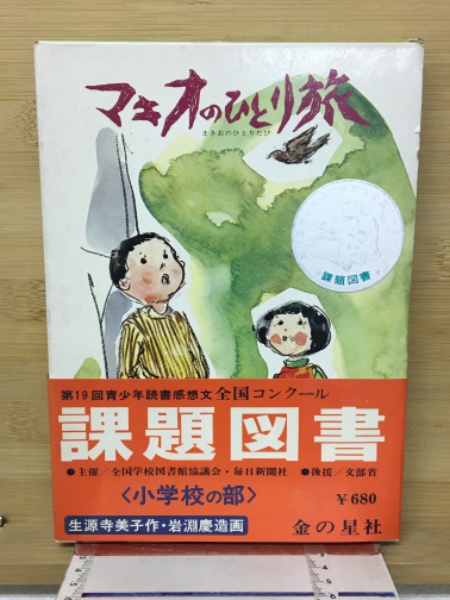 マキオのひとり旅
まきおのひとりたび
課題図書
第19回青少年読書感想文全国コンクール
課題図書
●主催/全国学校図書館協議会・毎日新聞社 ●後援/文部省
〈小学校の部〉
¥680
生源寺美子作・岩淵慶造画
金の星社